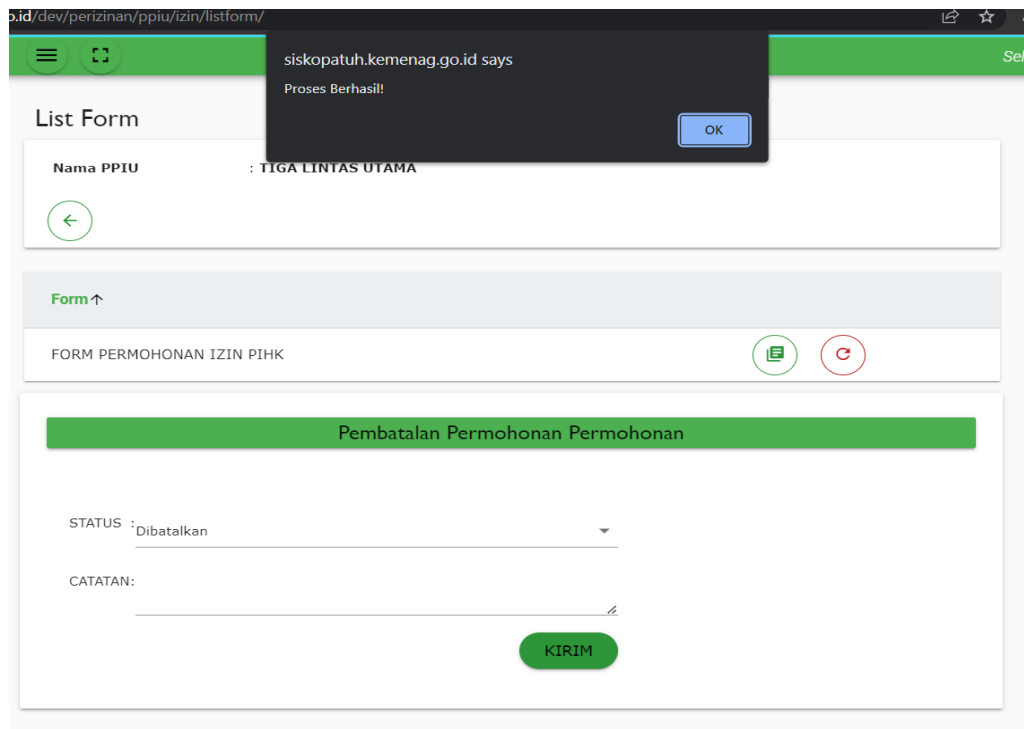 o.id/dev/perizinan/ppiu/izin/listform/
siskopatuh.kemenag.go.id says
Proses Berhasil!
OK
Sel
List Form
Nama PPIU : TIGA LINTAS UTAMA
Form
FORM PERMOHONAN IZIN PIHK
Pembatalan Permohonan Permohonan
STATUS : Dibatalkan
CATATAN:
KIRIM